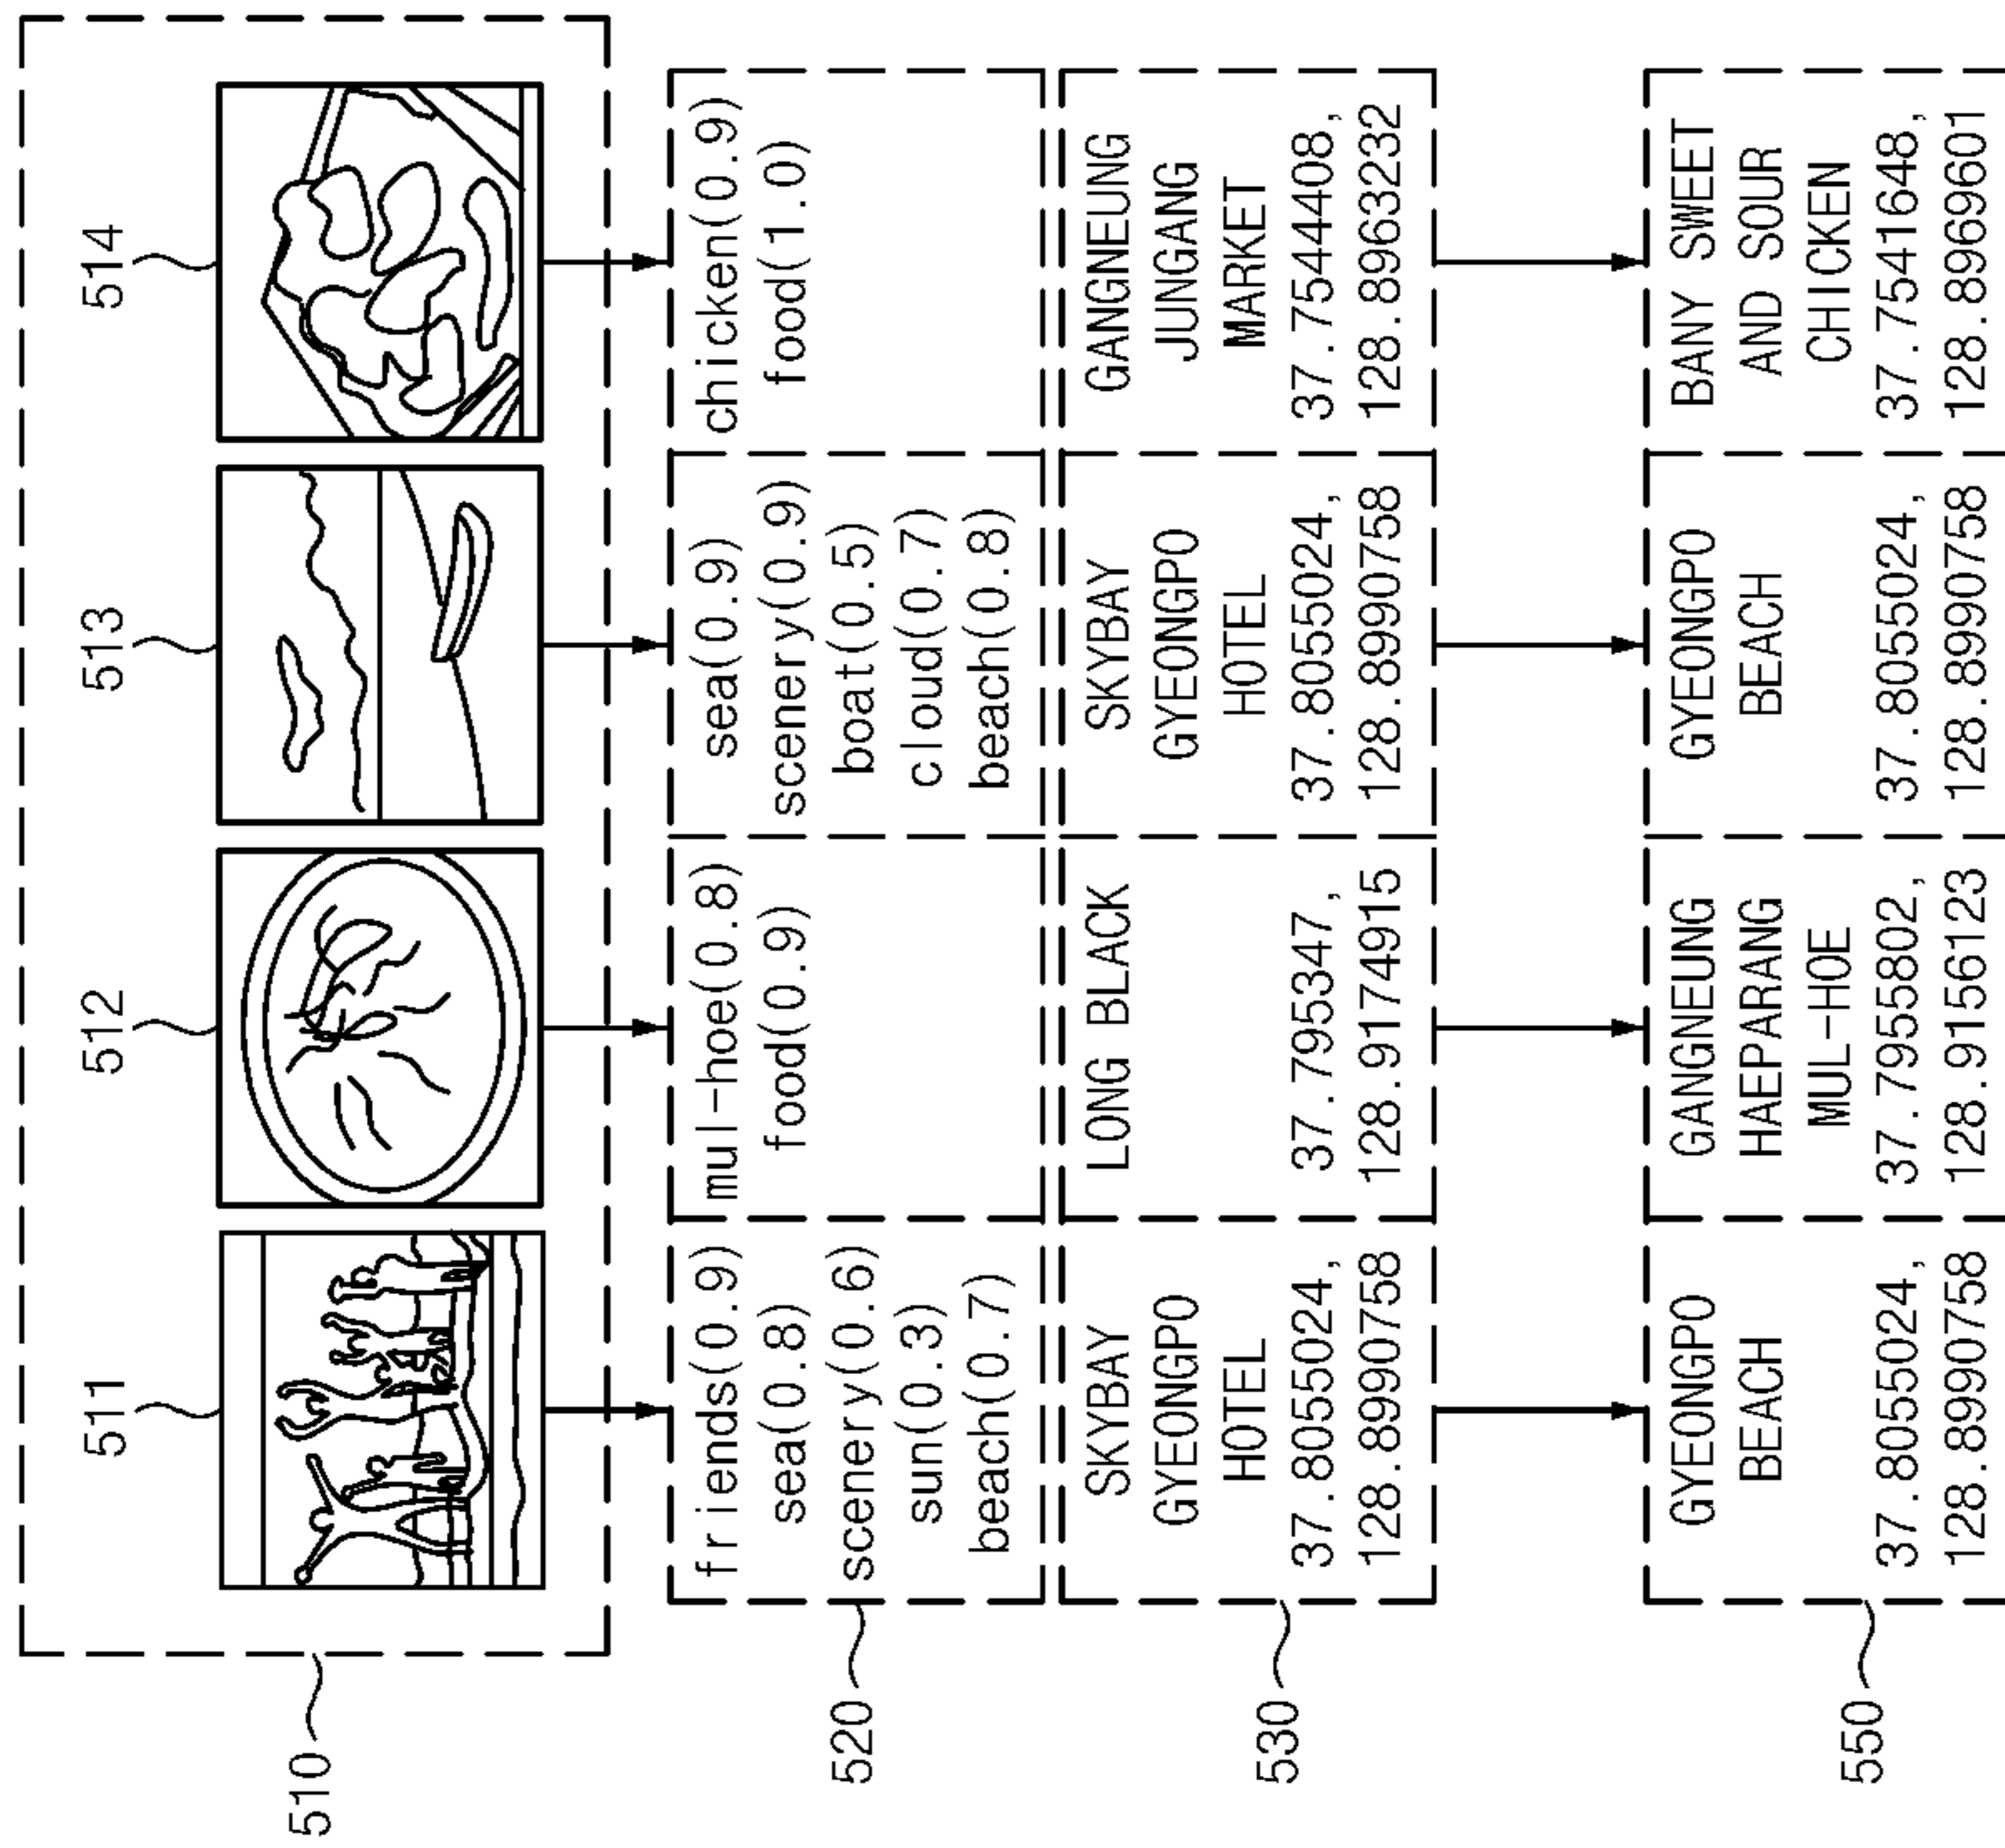 511
512
513
514
510
friends(0.9)
sea(0.8)
scenery(0.6)
sun(0.3)
beach(0.7)
mul-hoe(0.8)
food(0.9)
sea(0.9)
scenery(0.9)
boat(0.5)
cloud(0.7)
beach(0.8)
chicken(0.9)
food(1.0)
520
SKYBAY
GYEONGPO
HOTEL
37.8055024,
128.8990758
LONG BLACK
37.795347,
128.9174915
SKYBAY
GYEONGPO
HOTEL
37.8055024,
128.8990758
GANGNEUNG
JUNGANG
MARKET
37.7544408,
128.8963232
530
GYEONGPO
BEACH
37.8055024,
128.8990758
GANGNEUNG
HAEPARANG
MUL-HOE
37.7955802,
128.9156123
GYEONGPO
BEACH
37.8055024,
128.8990758
BANY SWEET
AND SOUR
CHICKEN
37.7541648,
128.8969601
550